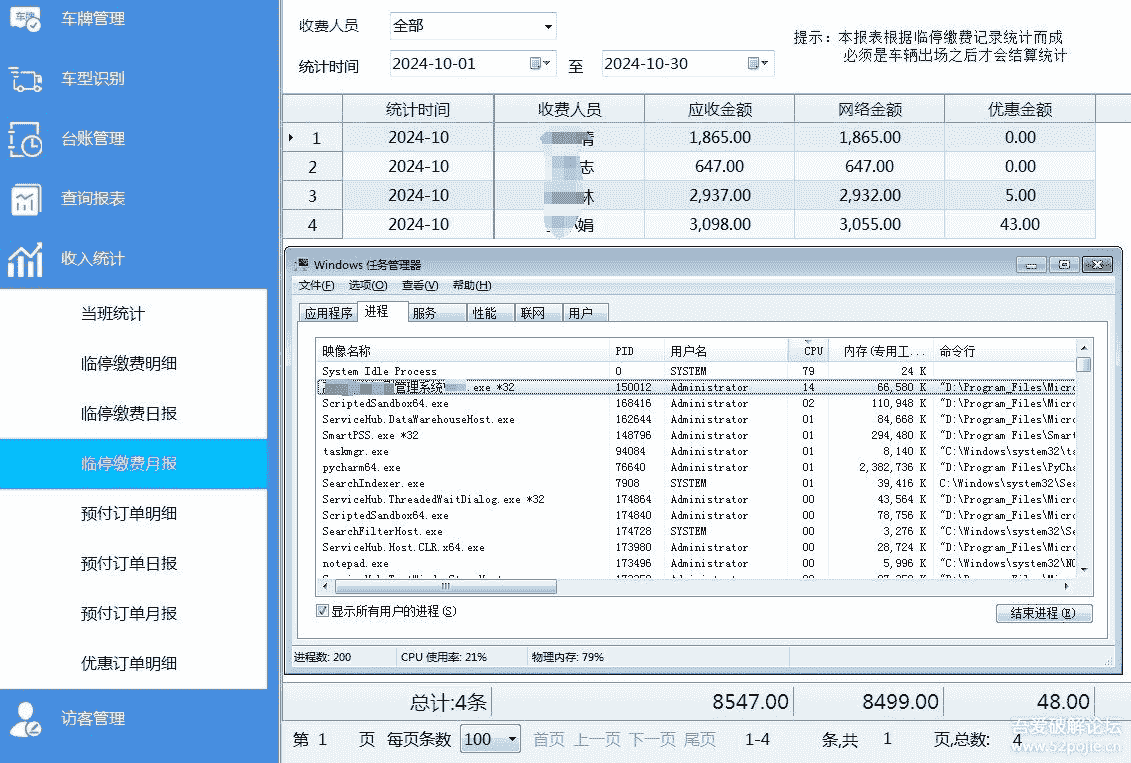 车牌管理
车型识别
台账管理
查询报表
收入统计
当班统计
临停缴费明细
临停缴费日报
临停缴费月报
预付订单明细
预付订单日报
预付订单月报
优惠订单明细
访客管理
收费人员 全部
统计时间 2024-10-01 至 2024-10-30
提示：本报表根据临停缴费记录统计而成
必须是车辆出场之后才会结算统计
统计时间 收费人员 应收金额 网络金额 优惠金额
1 2024-10 1,865.00 1,865.00 0.00
2 2024-10 志 647.00 647.00 0.00
3 2024-10 林 2,937.00 2,932.00 5.00
4 2024-10 娟 3,098.00 3,055.00 43.00
Windows 任务管理器
文件(F) 选项(O) 查看(V) 帮助(H)
应用程序 进程 服务 性能 联网 用户
映像名称 PID 用户名 CPU 内存(专用工... 命令行
System Idle Process 0 SYSTEM 79 24 K
管理系统 .exe *32 150012 Administrator 14 66,580 K "D:\Program_Files\Micro
ScriptedSandbox64.exe 168416 Administrator 02 110,948 K "D:\Program_Files\Micro
ServiceHub.DataWarehouseHost.exe 162644 Administrator 01 84,668 K "D:\Program_Files\Micro
SmartPSS.exe *32 148796 Administrator 01 294,480 K "D:\Program_Files\Smart
taskmgr.exe 94084 Administrator 01 8,140 K "C:\Windows\system32\ta
pycharm64.exe 76640 Administrator 01 2,382,736 K "D:\Program_Files\PyCha
SearchIndexer.exe 7908 SYSTEM 01 39,416 K C:\Windows\system32\Sea
ServiceHub.ThreadedWaitDialog.exe *32 174864 Administrator 00 43,564 K "D:\Program_Files\Micro
ScriptedSandbox64.exe 174840 Administrator 00 78,756 K "D:\Program_Files\Micro
SearchFilterHost.exe 174728 SYSTEM 00 3,276 K "C:\Windows\system32\Se
ServiceHub.Host.CLR.x64.exe 173980 Administrator 00 28,724 K "D:\Program_Files\Micro
notepad.exe 173496 Administrator 00 5,996 K "C:\Windows\system32\NO
显示所有用户的进程(S)
结束进程(E)
进程数: 200 CPU 使用率: 21% 物理内存: 79%
总计:4条 8547.00 8499.00 48.00
第 1 页 每页条数 100 首页 上一页 下一页 尾页 1-4 条,共 1 页,总数: 4
吾爱破解论坛
www.52pojie.cn